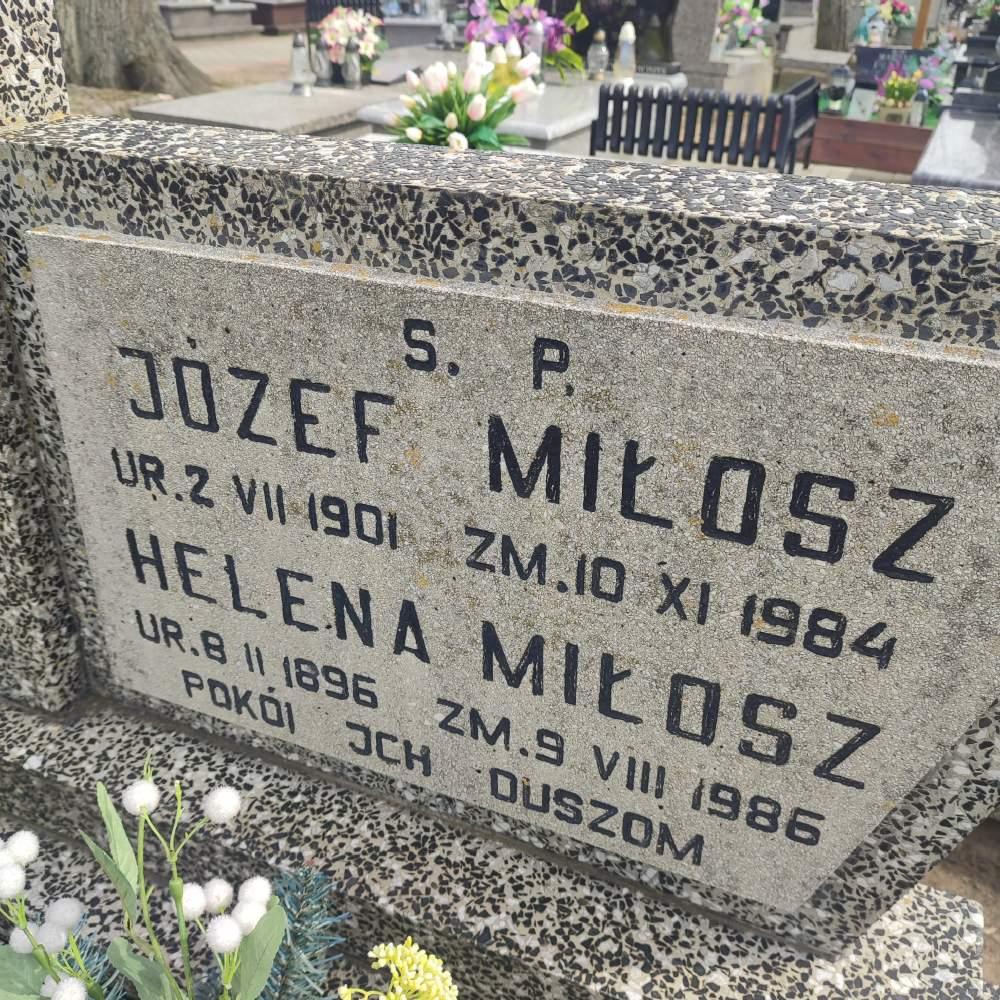 S. P.
JÓZEF MIŁOSZ
UR. 2 VII 1901 ZM. 10 XI 1984
HELENA MIŁOSZ
UR. 8 II 1896 ZM. 9 VIII 1986
POKÓJ ICH DUSZOM